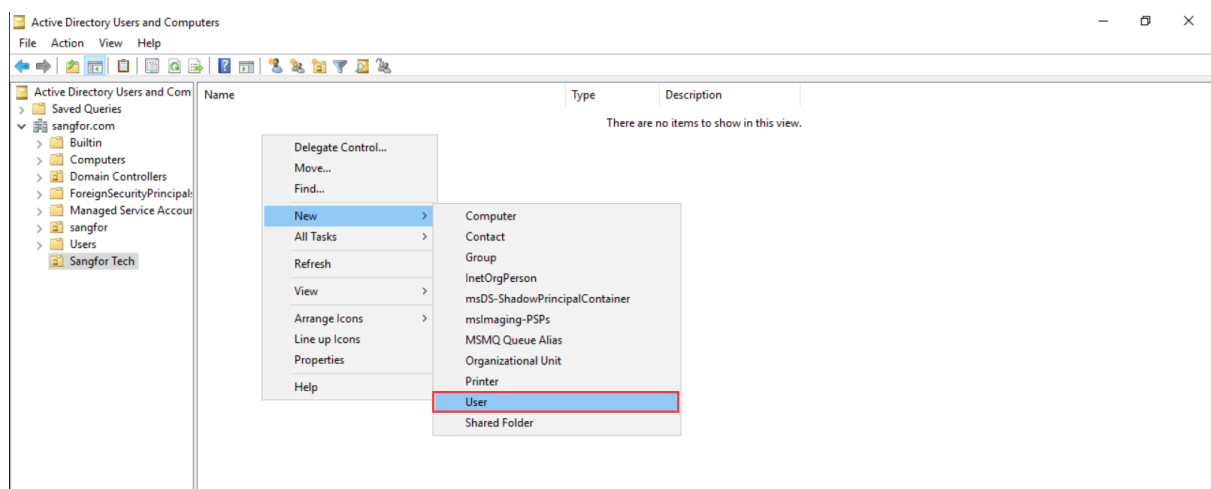 Active Directory Users and Computers
File Action View Help
Active Directory Users and Com
Name Type Description
Saved Queries
There are no items to show in this view.
sangfor.com
Builtin
Computers
Domain Controllers
ForeignSecurityPrincipals
Managed Service Accour
sangfor
Users
Sangfor Tech
Delegate Control...
Move...
Find...
New
All Tasks
Refresh
View
Arrange Icons
Line up Icons
Properties
Help
Computer
Contact
Group
InetOrgPerson
msDS-ShadowPrincipalContainer
msImaging-PSPs
MSMQ Queue Alias
Organizational Unit
Printer
User
Shared Folder